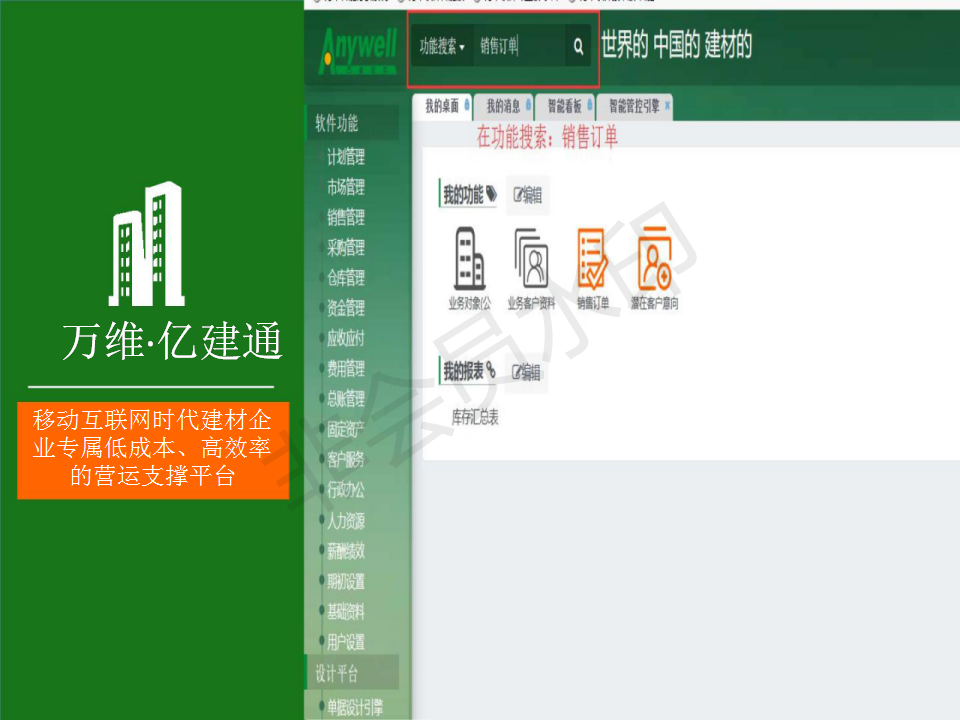 万维·亿建通
移动互联网时代建材企
业专属低成本、高效率
的营运支撑平台
Anywell
功能搜索
销售订单
世界的 中国的 建材的
我的桌面
我的消息
智能看板
智能管控引擎
在功能搜索：销售订单
软件功能
计划管理
市场管理
销售管理
采购管理
仓库管理
资金管理
应收应付
费用管理
总账管理
固定资产
客户服务
行政办公
人力资源
薪酬绩效
期初设置
基础资料
用户设置
设计平台
单据设计引擎
我的功能
编辑
业务对象(公
业务客户资料
销售订单
潜在客户意向
我的报表
编辑
库存汇总表
非会员水印